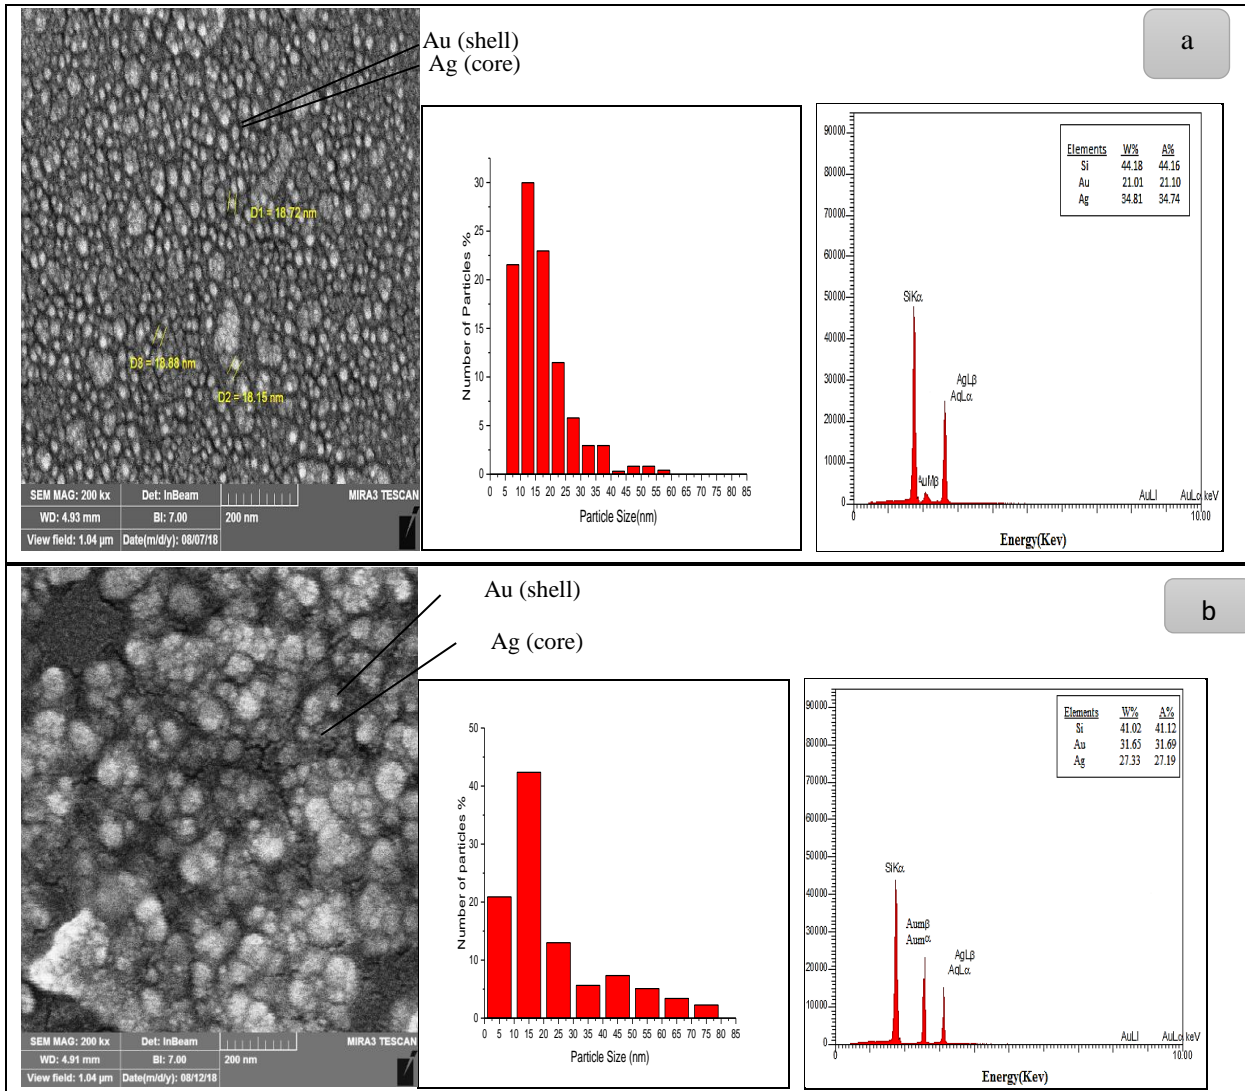 Au (shell)
Ag (core)
a
D1 = 18.72 nm
D3 = 18.88 nm
D2 = 18.15 nm
SEM MAG: 200 kx Det: InBeam MIRA3 TESCAN
WD: 4.93 mm BI: 7.00 200 nm
View field: 1.04 µm Date(m/d/y): 08/07/18
Number of Particles %
30
25
20
15
10
5
0
0 5 10 15 20 25 30 35 40 45 50 55 60 65 70 75 80 85
Particle Size(nm)
90000
80000
70000
60000
50000
40000
30000
20000
10000
0
Elements W% A%
Si 44.18 44.16
Au 21.01 21.10
Ag 34.81 34.74
SiKα
AgLβ
AgLα
AuMβ
AuLl AuLα keV
0 10.00
Energy(Kev)
Au (shell)
Ag (core)
b
SEM MAG: 200 kx Det: InBeam MIRA3 TESCAN
WD: 4.91 mm BI: 7.00 200 nm
View field: 1.04 µm Date(m/d/y): 08/12/18
Number of particles %
50
40
30
20
10
0
0 5 10 15 20 25 30 35 40 45 50 55 60 65 70 75 80 85
Particle Size (nm)
90000
80000
70000
60000
50000
40000
30000
20000
10000
0
Elements W% A%
Si 41.02 41.12
Au 31.65 31.69
Ag 27.33 27.19
SiKα
Aumβ
Aumα
AgLβ
AgLα
AuLl AuLα keV
0 10.00
Energy(Kev)